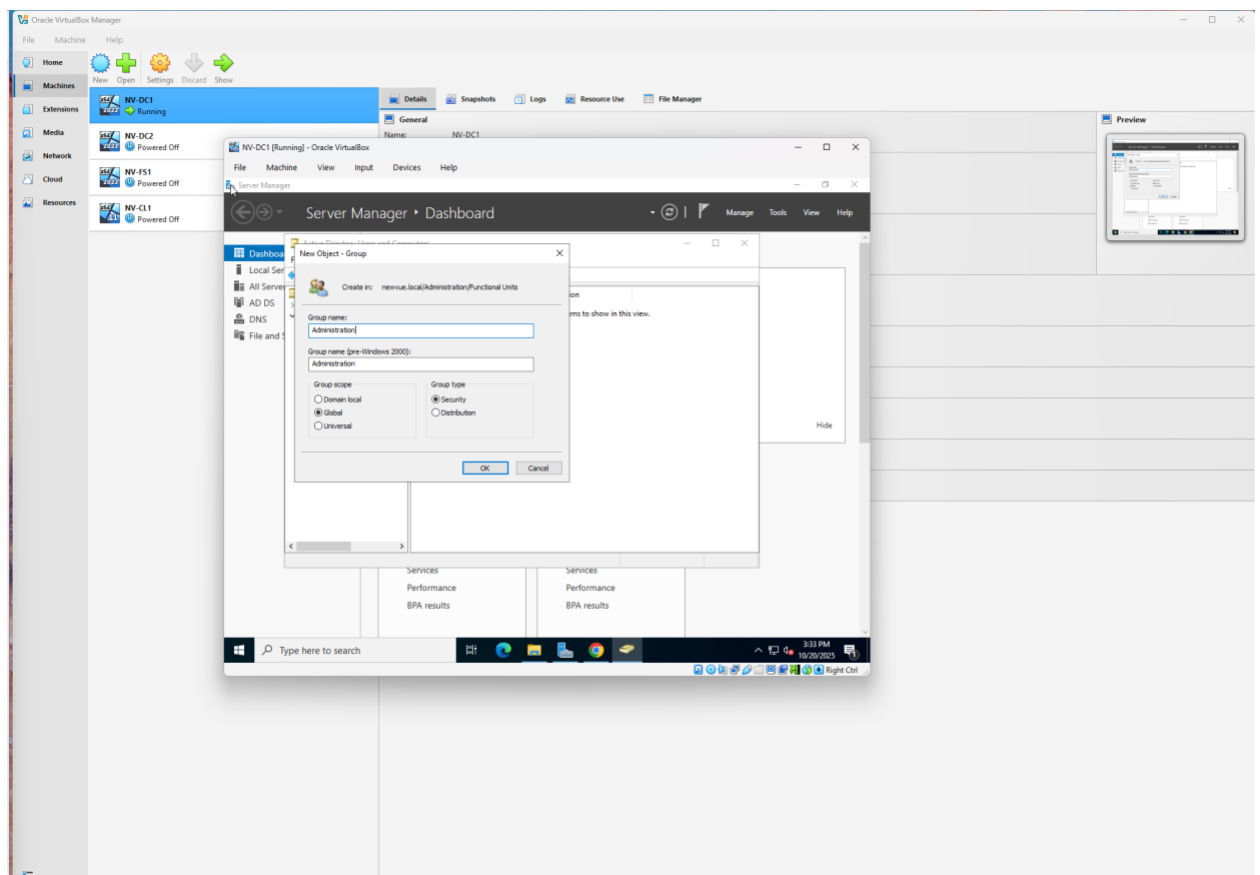 Oracle VirtualBox Manager
File Machine Help
Home
Machines
Extensions
Media
Network
Cloud
Resources
New Open Settings Discard Show
NV-DC1
Running
NV-DC2
Powered Off
NV-FS1
Powered Off
NV-CL1
Powered Off
Details Snapshots Logs Resource Use File Manager
General
Name: NV-DC1
Preview
NV-DC1 [Running] - Oracle VirtualBox
File Machine View Input Devices Help
Server Manager
Server Manager Dashboard
Manage Tools View Help
Local Ser
AD DS
DNS
File and S
Active Directory Users and Computers
New Object - Group
Create in: newvue.local/Administration/Functional Units
Group name:
Administration
Group name (pre-Windows 2000):
Administration
Group scope
Domain local
Global
Universal
Group type
Security
Distribution
OK Cancel
ms to show in this view.
Hide
Services
Performance
BPA results
Services
Performance
BPA results
Type here to search
3:33 PM
10/20/2025
Right Ctrl